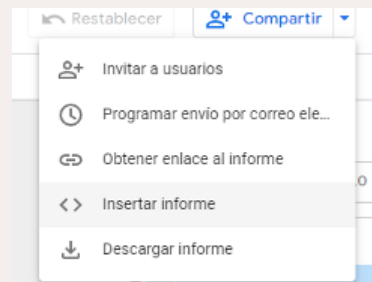 Restablecer
Compartir
Invitar a usuarios
Programar envío por correo ele...
Obtener enlace al informe
Insertar informe
Descargar informe